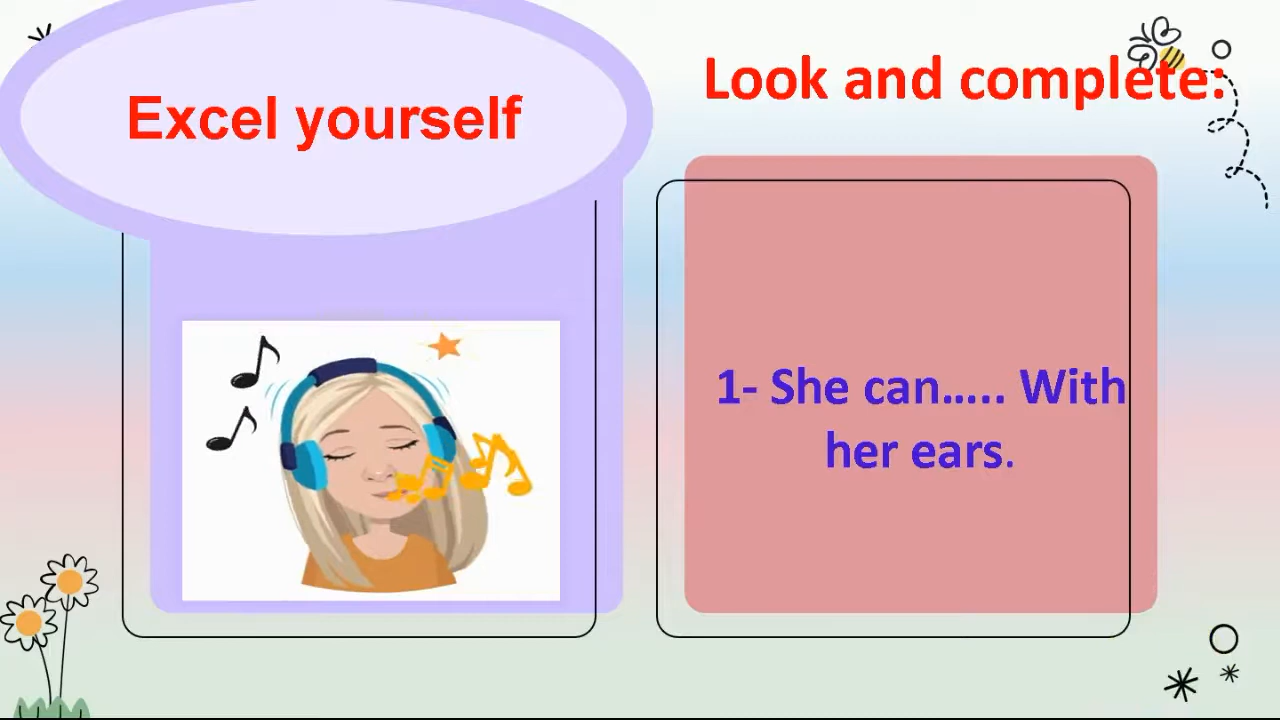 Excel yourself
Look and complete:
1- She can….. With
her ears.